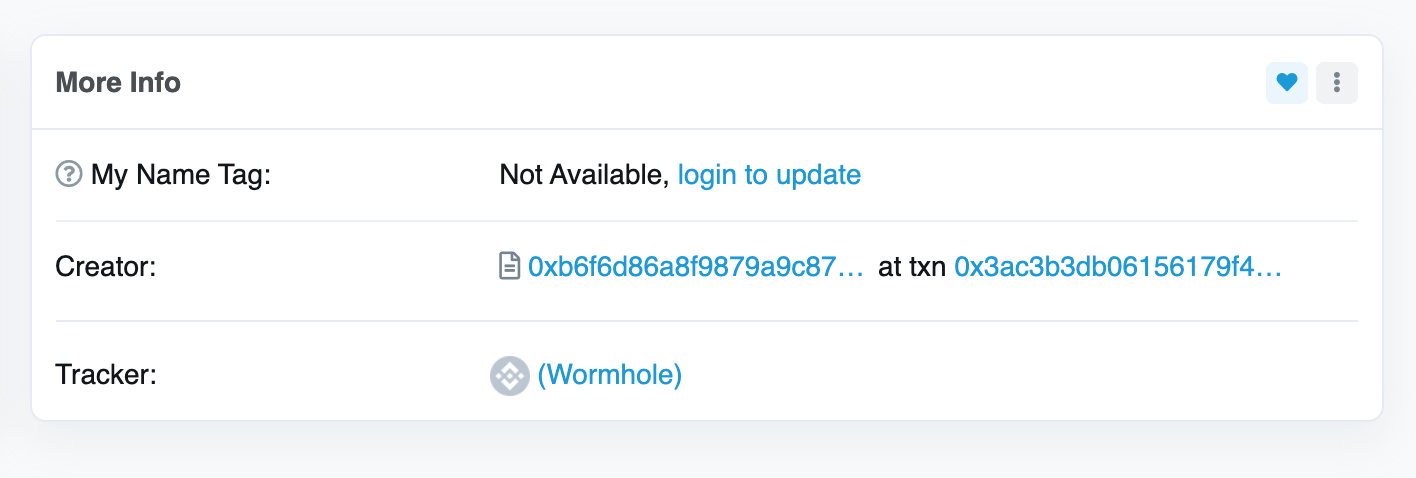 More Info
My Name Tag: Not Available, login to update
Creator: 0xb6f6d86a8f9879a9c87... at txn 0x3ac3b3db06156179f4...
Tracker: (Wormhole)